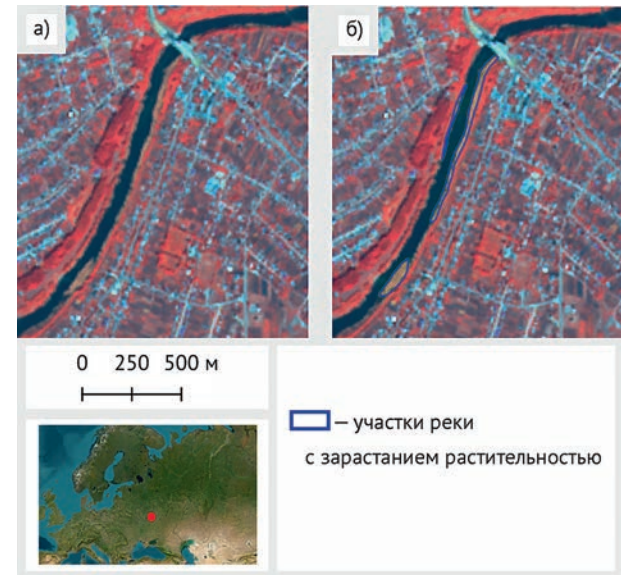 а)
б)
0 250 500 м
— участки реки
с зарастанием растительностью